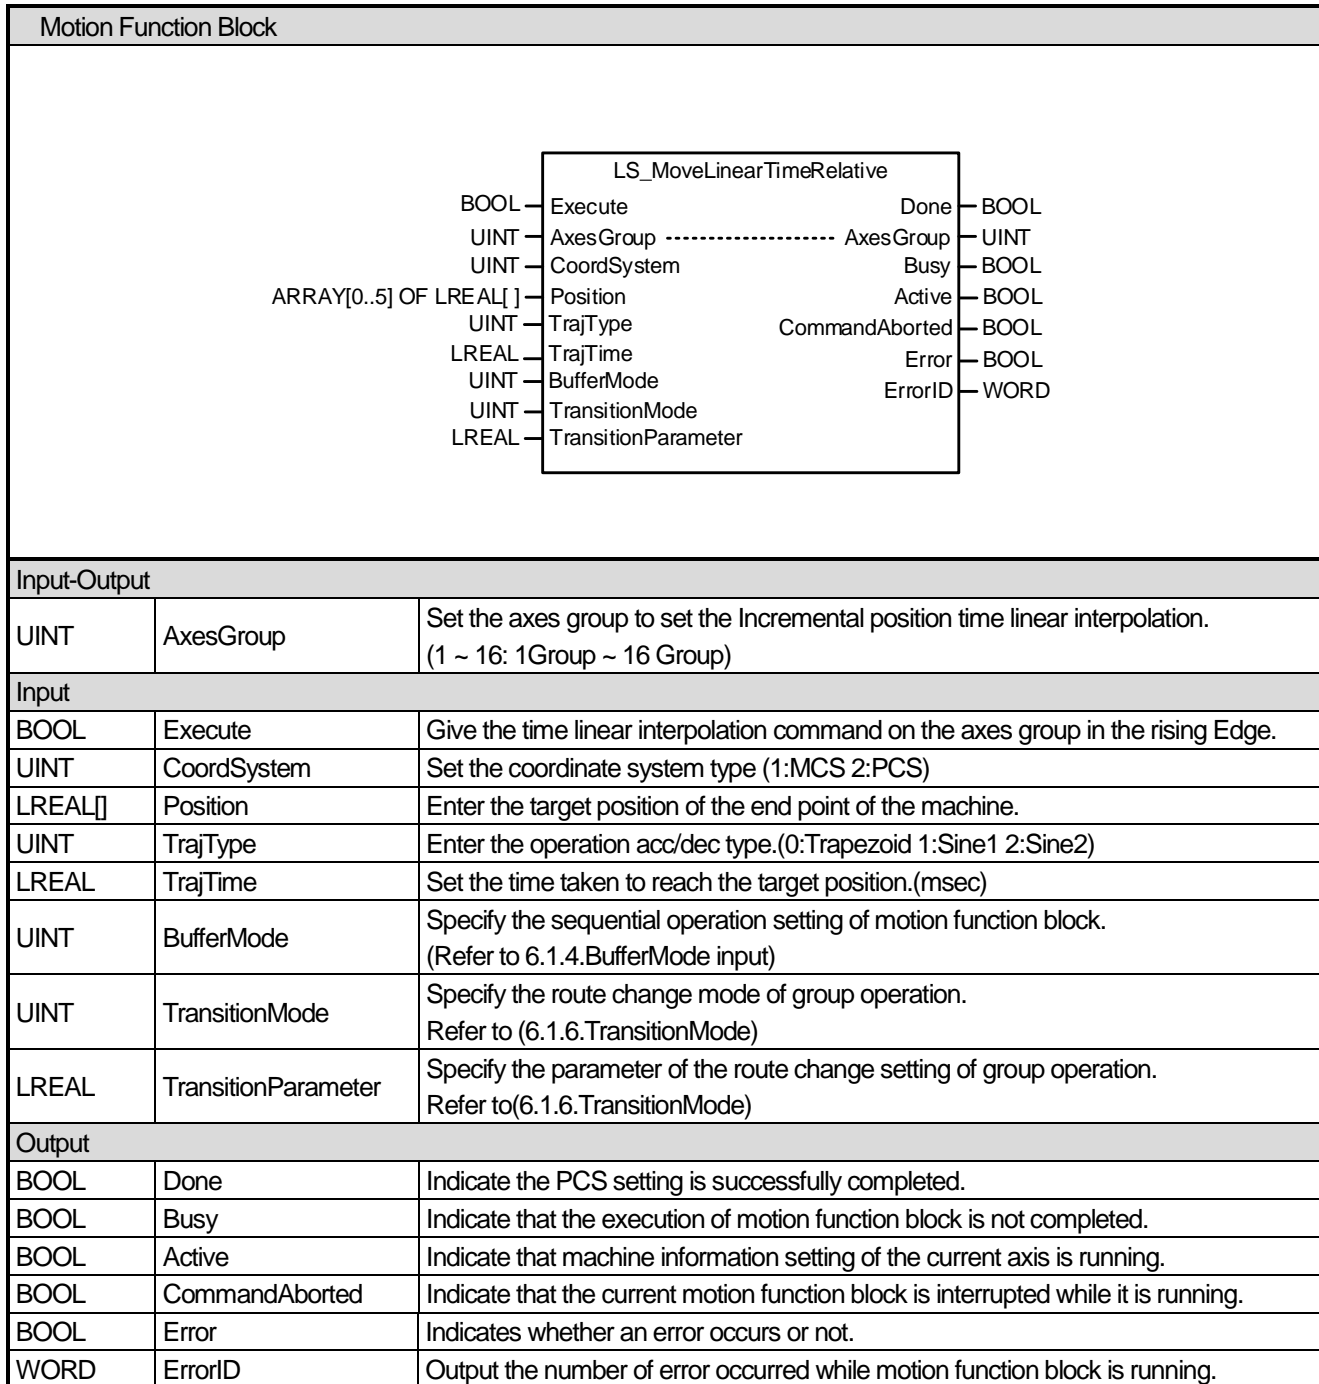 Motion Function Block
LS_MoveLinearTimeRelative
BOOL Execute Done BOOL
UINT AxesGroup AxesGroup UINT
UINT CoordSystem Busy BOOL
ARRAY[0..5] OF LREAL[ ] Position Active BOOL
UINT TrajType CommandAborted BOOL
LREAL TrajTime Error BOOL
UINT BufferMode ErrorID WORD
UINT TransitionMode
LREAL TransitionParameter
Input-Output
UINT AxesGroup Set the axes group to set the Incremental position time linear interpolation.
(1 ~ 16: 1Group ~ 16 Group)
Input
BOOL Execute Give the time linear interpolation command on the axes group in the rising Edge.
UINT CoordSystem Set the coordinate system type (1:MCS 2:PCS)
LREAL[] Position Enter the target position of the end point of the machine.
UINT TrajType Enter the operation acc/dec type.(0:Trapezoid 1:Sine1 2:Sine2)
LREAL TrajTime Set the time taken to reach the target position.(msec)
UINT BufferMode Specify the sequential operation setting of motion function block.
(Refer to 6.1.4.BufferMode input)
UINT TransitionMode Specify the route change mode of group operation.
Refer to (6.1.6.TransitionMode)
LREAL TransitionParameter Specify the parameter of the route change setting of group operation.
Refer to(6.1.6.TransitionMode)
Output
BOOL Done Indicate the PCS setting is successfully completed.
BOOL Busy Indicate that the execution of motion function block is not completed.
BOOL Active Indicate that machine information setting of the current axis is running.
BOOL CommandAborted Indicate that the current motion function block is interrupted while it is running.
BOOL Error Indicates whether an error occurs or not.
WORD ErrorID Output the number of error occurred while motion function block is running.